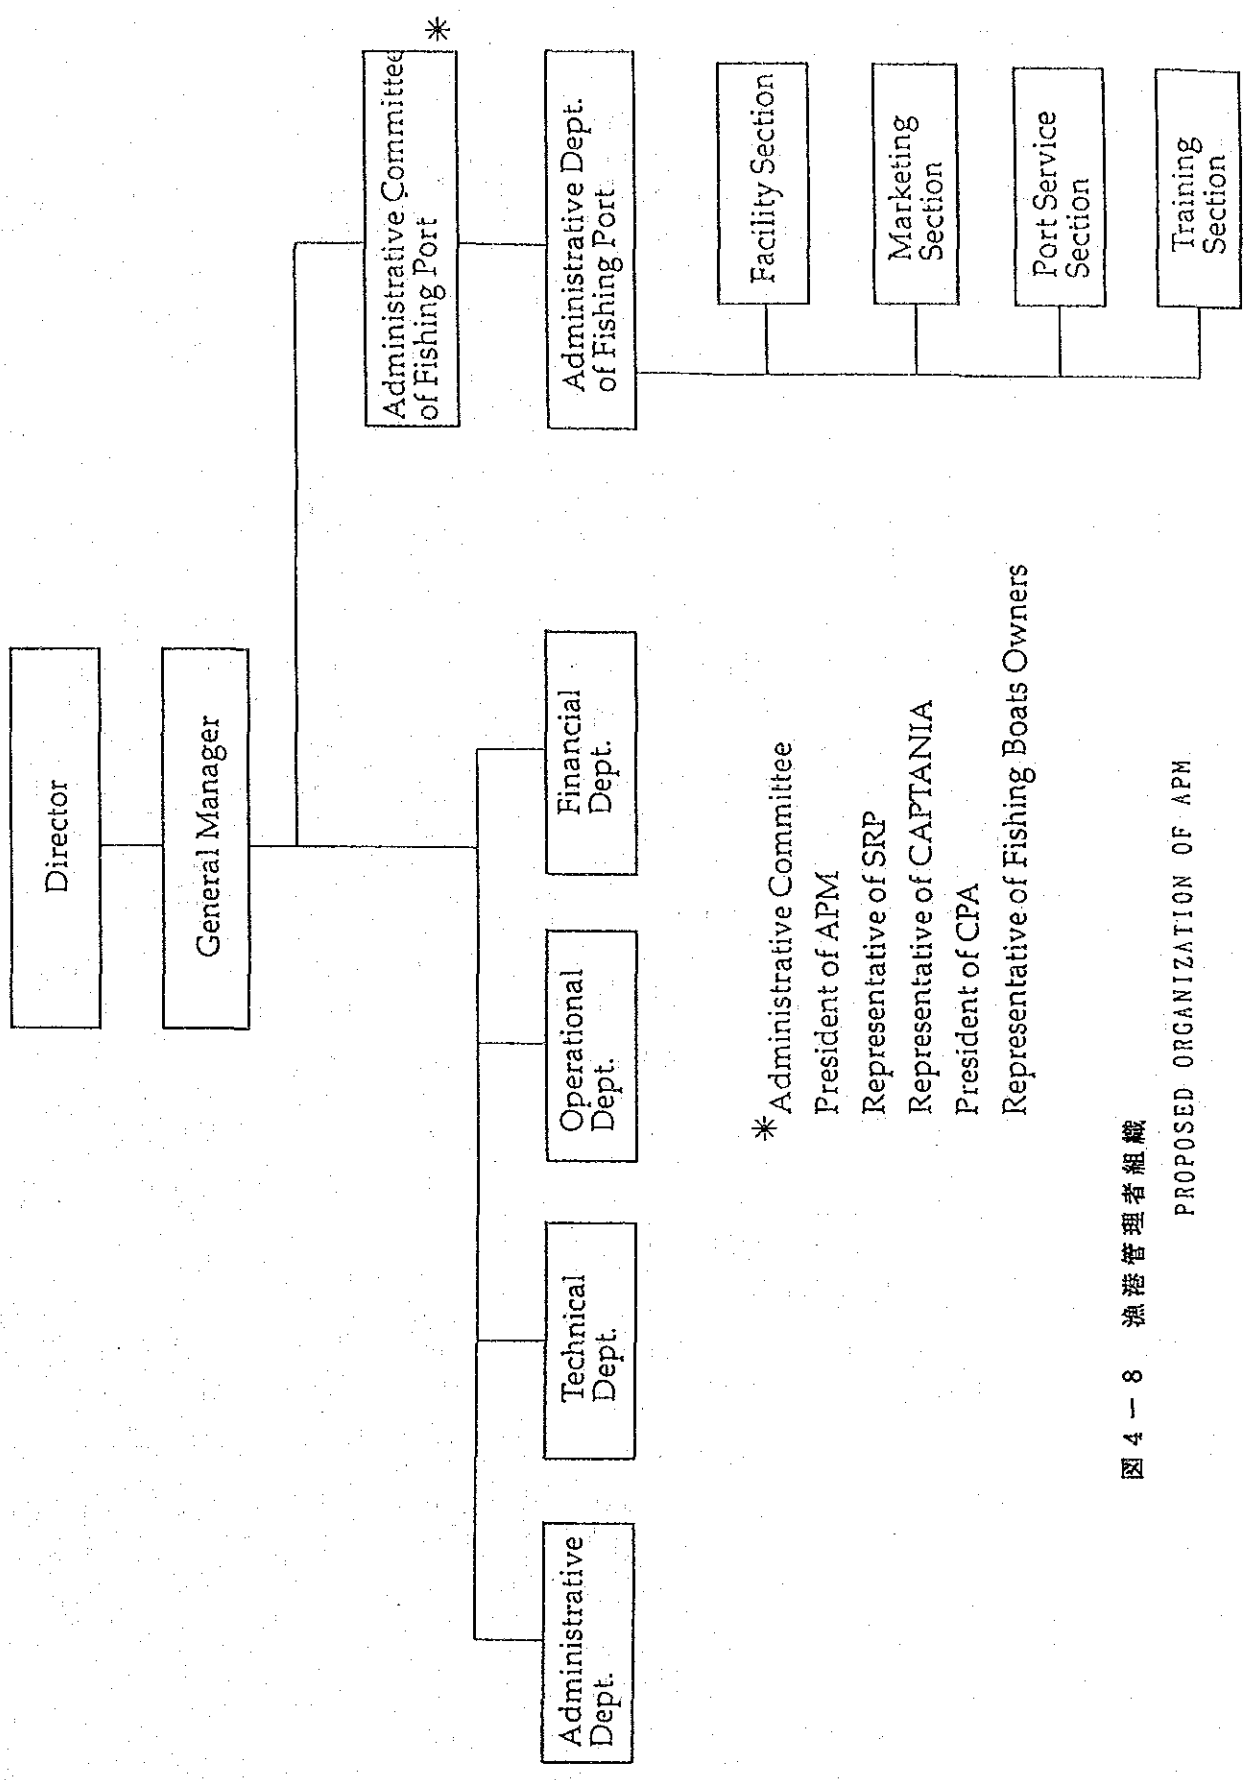 Director
General Manager
*
Administrative Committee
of Fishing Port
Administrative Dept.
Technical
Dept.
Operational
Dept.
Financial
Dept.
Administrative Dept.
of Fishing Port
Facility Section
Marketing
Section
Port Service
Section
Training
Section
* Administrative Committee
President of APM
Representative of SRP
Representative of CAPTANIA
President of CPA
Representative of Fishing Boats Owners
図 4 － 8 漁港管理者組織
PROPOSED ORGANIZATION OF APM